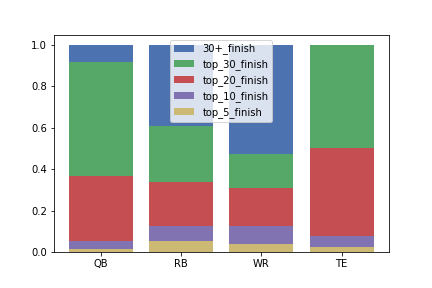 1.0
0.8
0.6
0.4
0.2
0.0
30+_finish
top_30_finish
top_20_finish
top_10_finish
top_5_finish
QB RB WR TE